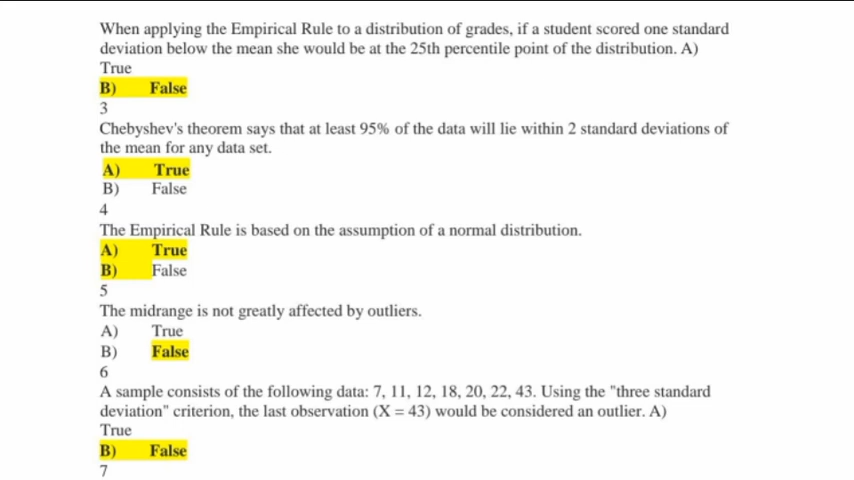 When applying the Empirical Rule to a distribution of grades, if a student scored one standard
deviation below the mean she would be at the 25th percentile point of the distribution. A)
True
B) False
3
Chebyshev's theorem says that at least 95% of the data will lie within 2 standard deviations of
the mean for any data set.
A) True
B) False
4
The Empirical Rule is based on the assumption of a normal distribution.
A) True
B) False
5
The midrange is not greatly affected by outliers.
A) True
B) False
6
A sample consists of the following data: 7, 11, 12, 18, 20, 22, 43. Using the "three standard
deviation" criterion, the last observation (X = 43) would be considered an outlier. A)
True
B) False
7